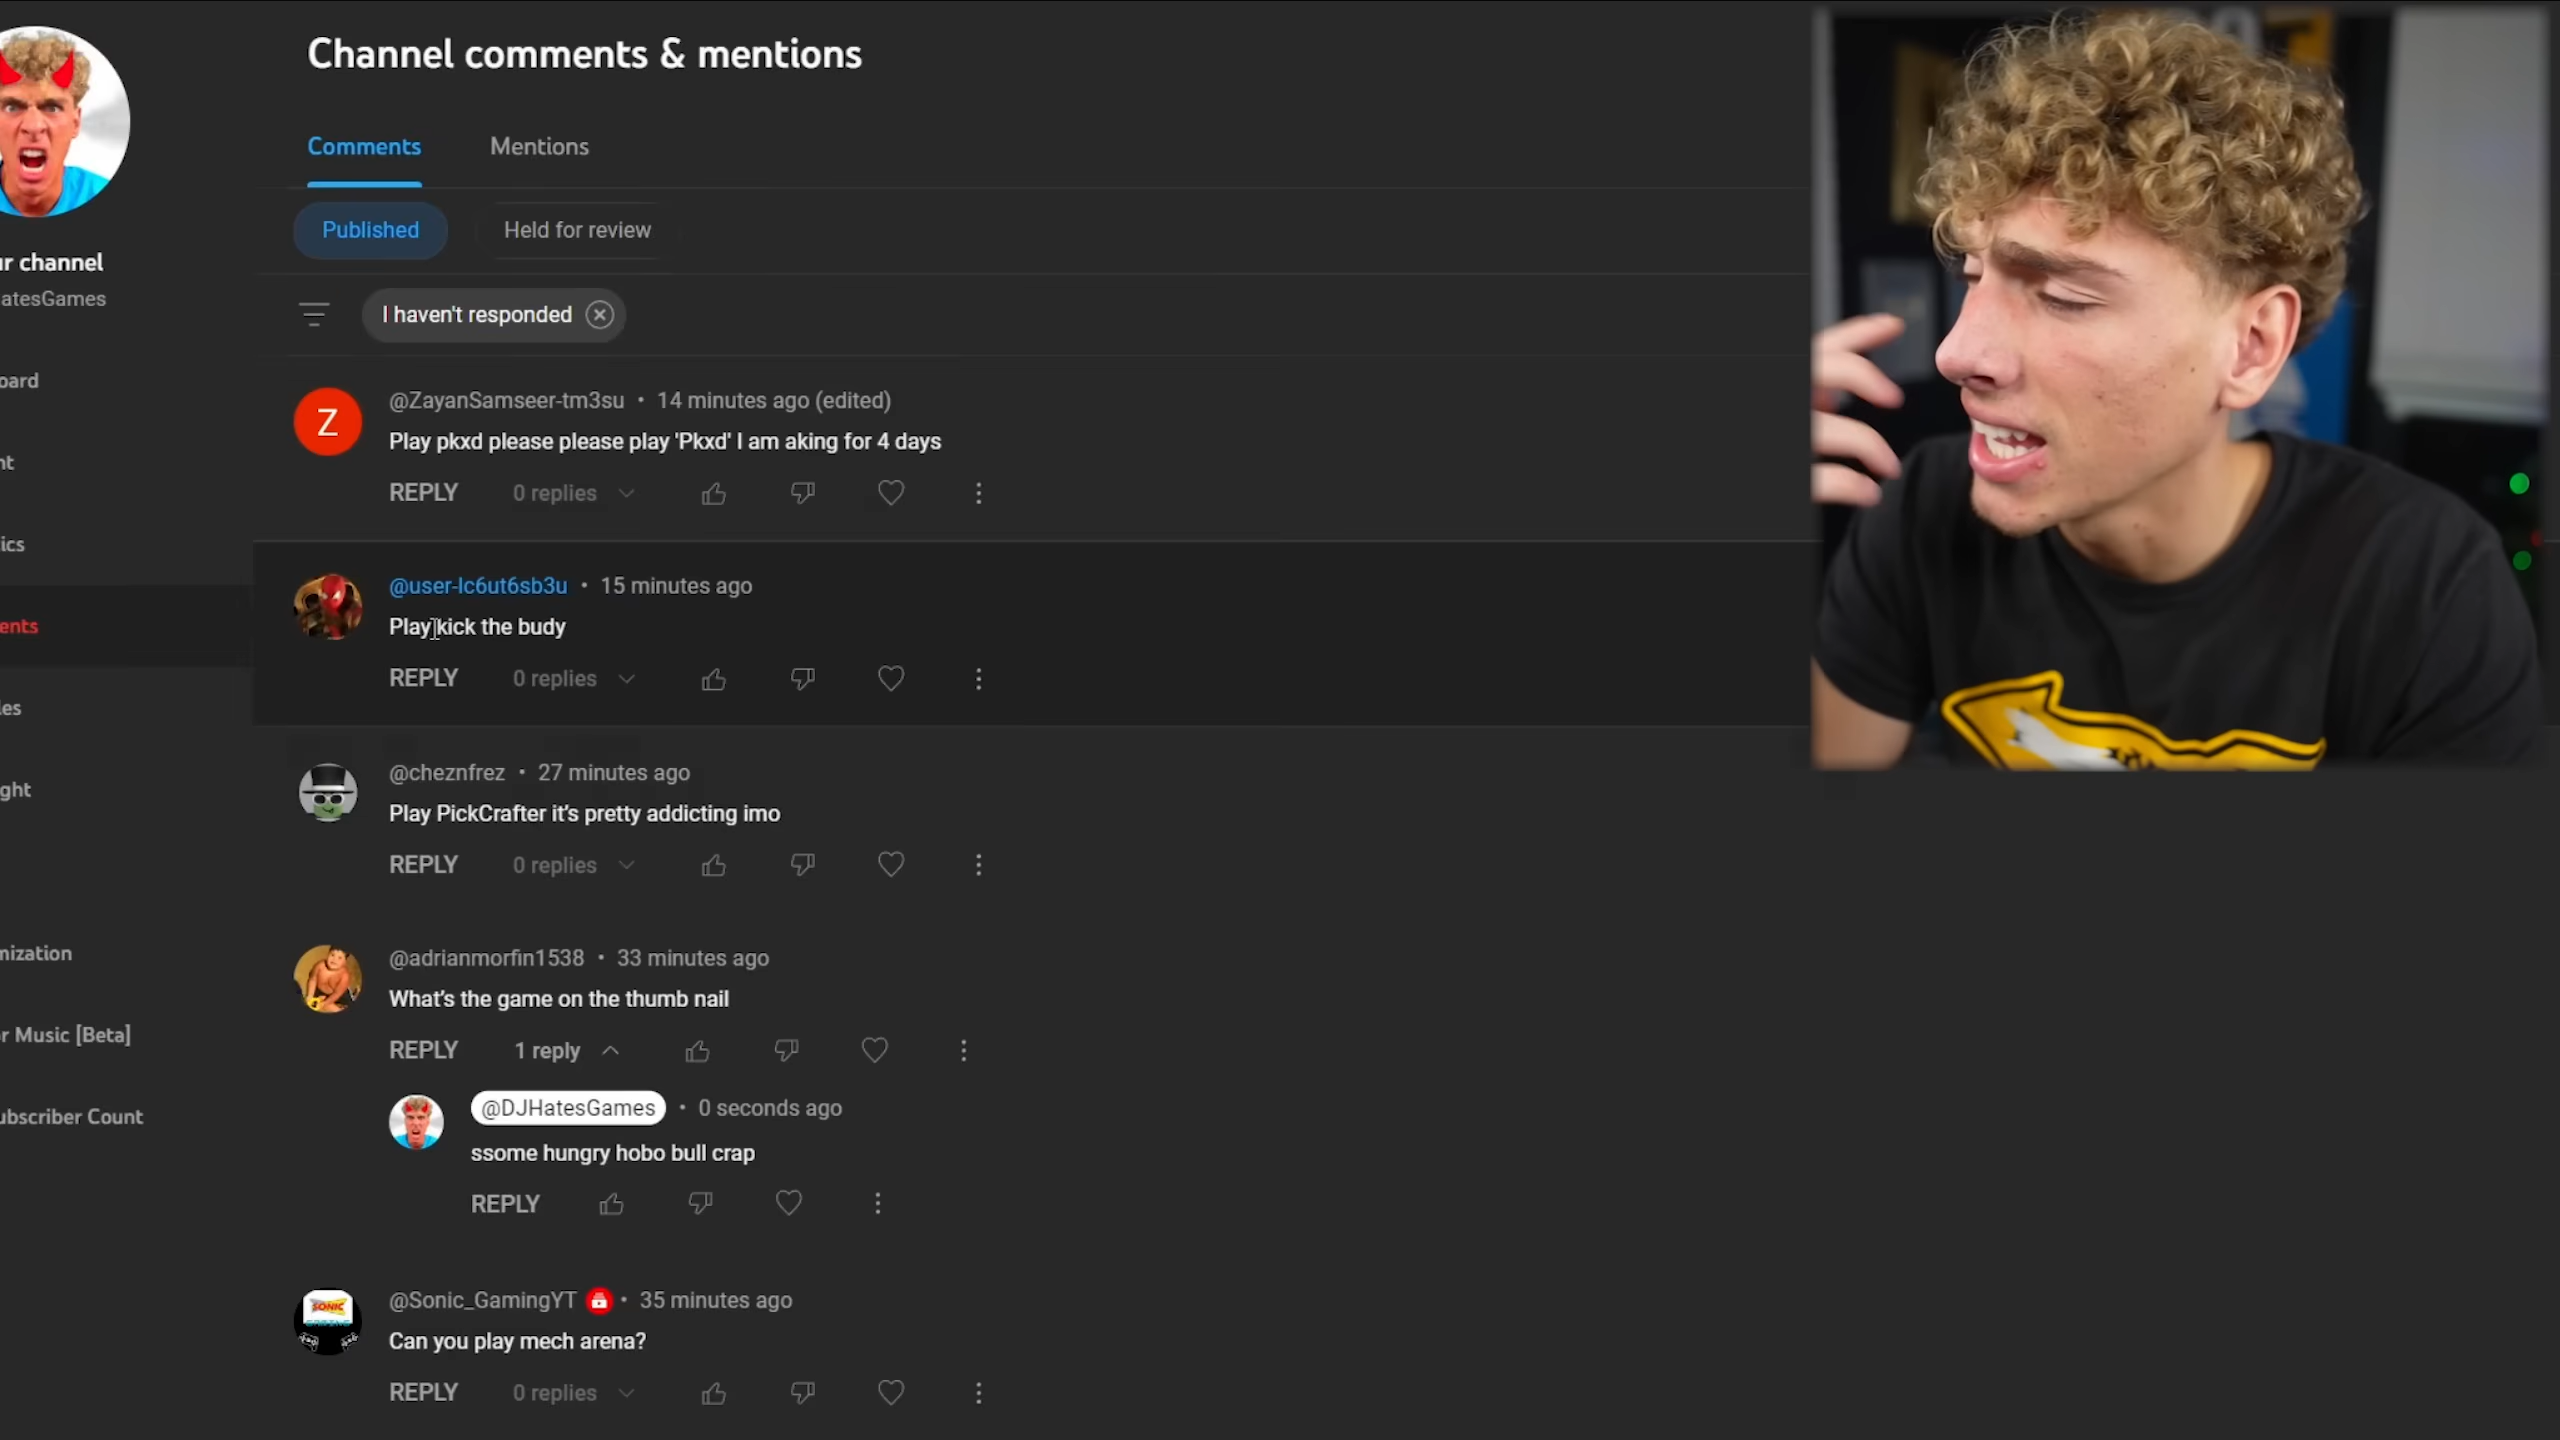 Channel comments & mentions
ur channel
atesGames
oard
nt
ics
ents
les
ght
mization
r Music [Beta]
ubscriber Count
Comments Mentions
Published Held for review
I haven't responded
Z
@ZayanSamseer-tm3su • 14 minutes ago (edited)
Play pkxd please please play 'Pkxd' I am aking for 4 days
REPLY 0 replies
@user-lc6ut6sb3u • 15 minutes ago
Play kick the budy
REPLY 0 replies
@cheznfrez • 27 minutes ago
Play PickCrafter it's pretty addicting imo
REPLY 0 replies
@adrianmorfin1538 • 33 minutes ago
What's the game on the thumb nail
REPLY 1 reply
@DJHatesGames • 0 seconds ago
ssome hungry hobo bull crap
REPLY
SONIC
@Sonic_GamingYT • 35 minutes ago
Can you play mech arena?
REPLY 0 replies